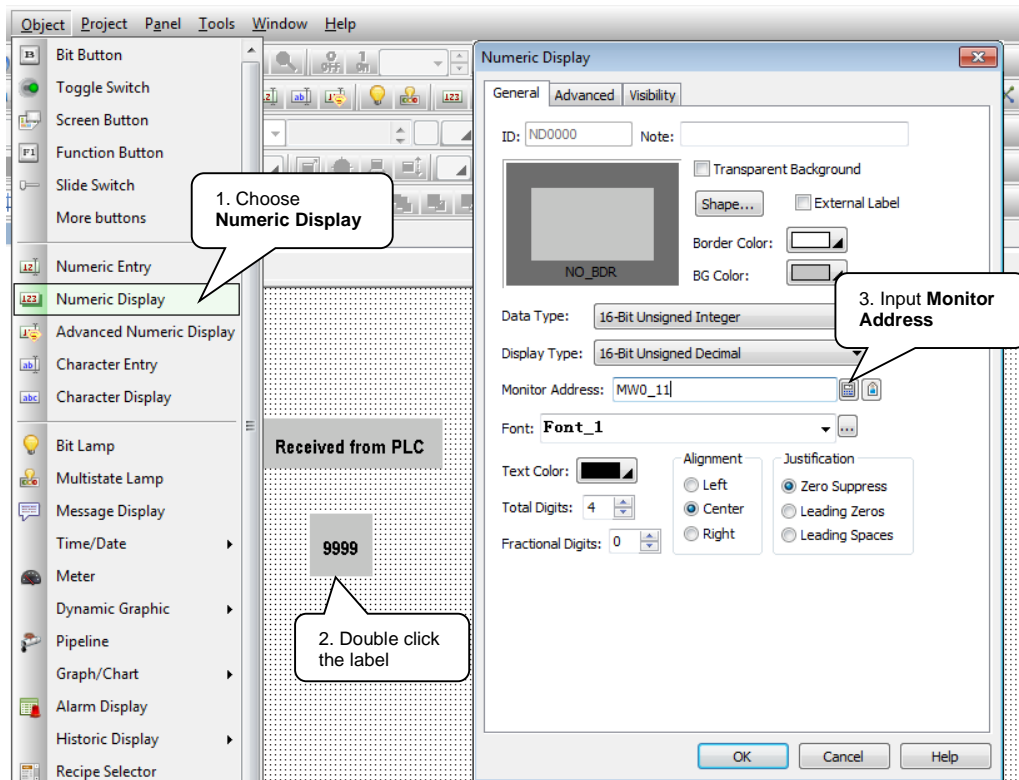 Object Project Panel Tools Window Help
Bit Button
Toggle Switch
Screen Button
Function Button
Slide Switch
More buttons
Numeric Entry
Numeric Display
Advanced Numeric Display
Character Entry
Character Display
Bit Lamp
Multistate Lamp
Message Display
Time/Date
Meter
Dynamic Graphic
Pipeline
Graph/Chart
Alarm Display
Historic Display
Recipe Selector
1. Choose
Numeric Display
Received from PLC
9999
2. Double click
the label
Numeric Display
General Advanced Visibility
ID: ND0000 Note:
Transparent Background
Shape... External Label
Border Color:
NO_BDR BG Color:
3. Input Monitor
Address
Data Type: 16-Bit Unsigned Integer
Display Type: 16-Bit Unsigned Decimal
Monitor Address: MW0_11
Font: Font_1 ...
Text Color:
Total Digits: 4
Fractional Digits: 0
Alignment
Left
Center
Right
Justification
Zero Suppress
Leading Zeros
Leading Spaces
OK Cancel Help